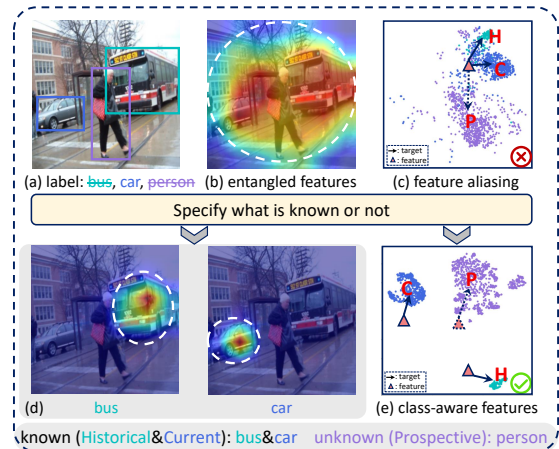 H
C
P
→: target
△: feature
(a) label: bus, car, person
(b) entangled features
(c) feature aliasing
Specify what is known or not
C
P
H
→: target
△: feature
(d)
bus
car
(e) class-aware features
known (Historical&Current): bus&car
unknown (Prospective): person